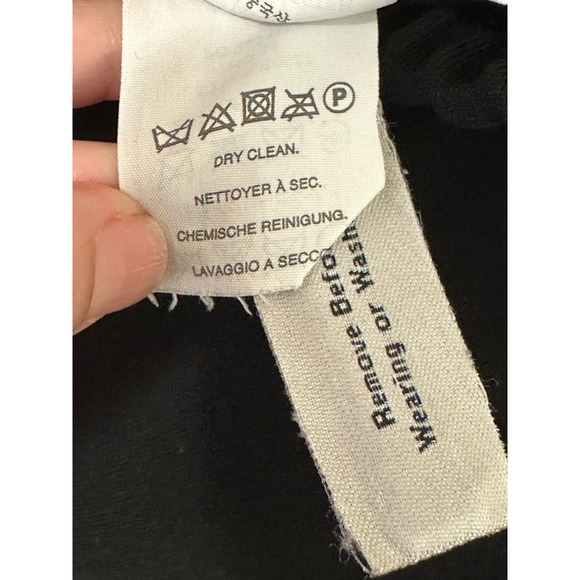 P
DRY CLEAN.
NETTOYER À SEC.
CHEMISCHE REINIGUNG.
LAVAGGIO A SECCO
Remove Befo
Wearing or Wash